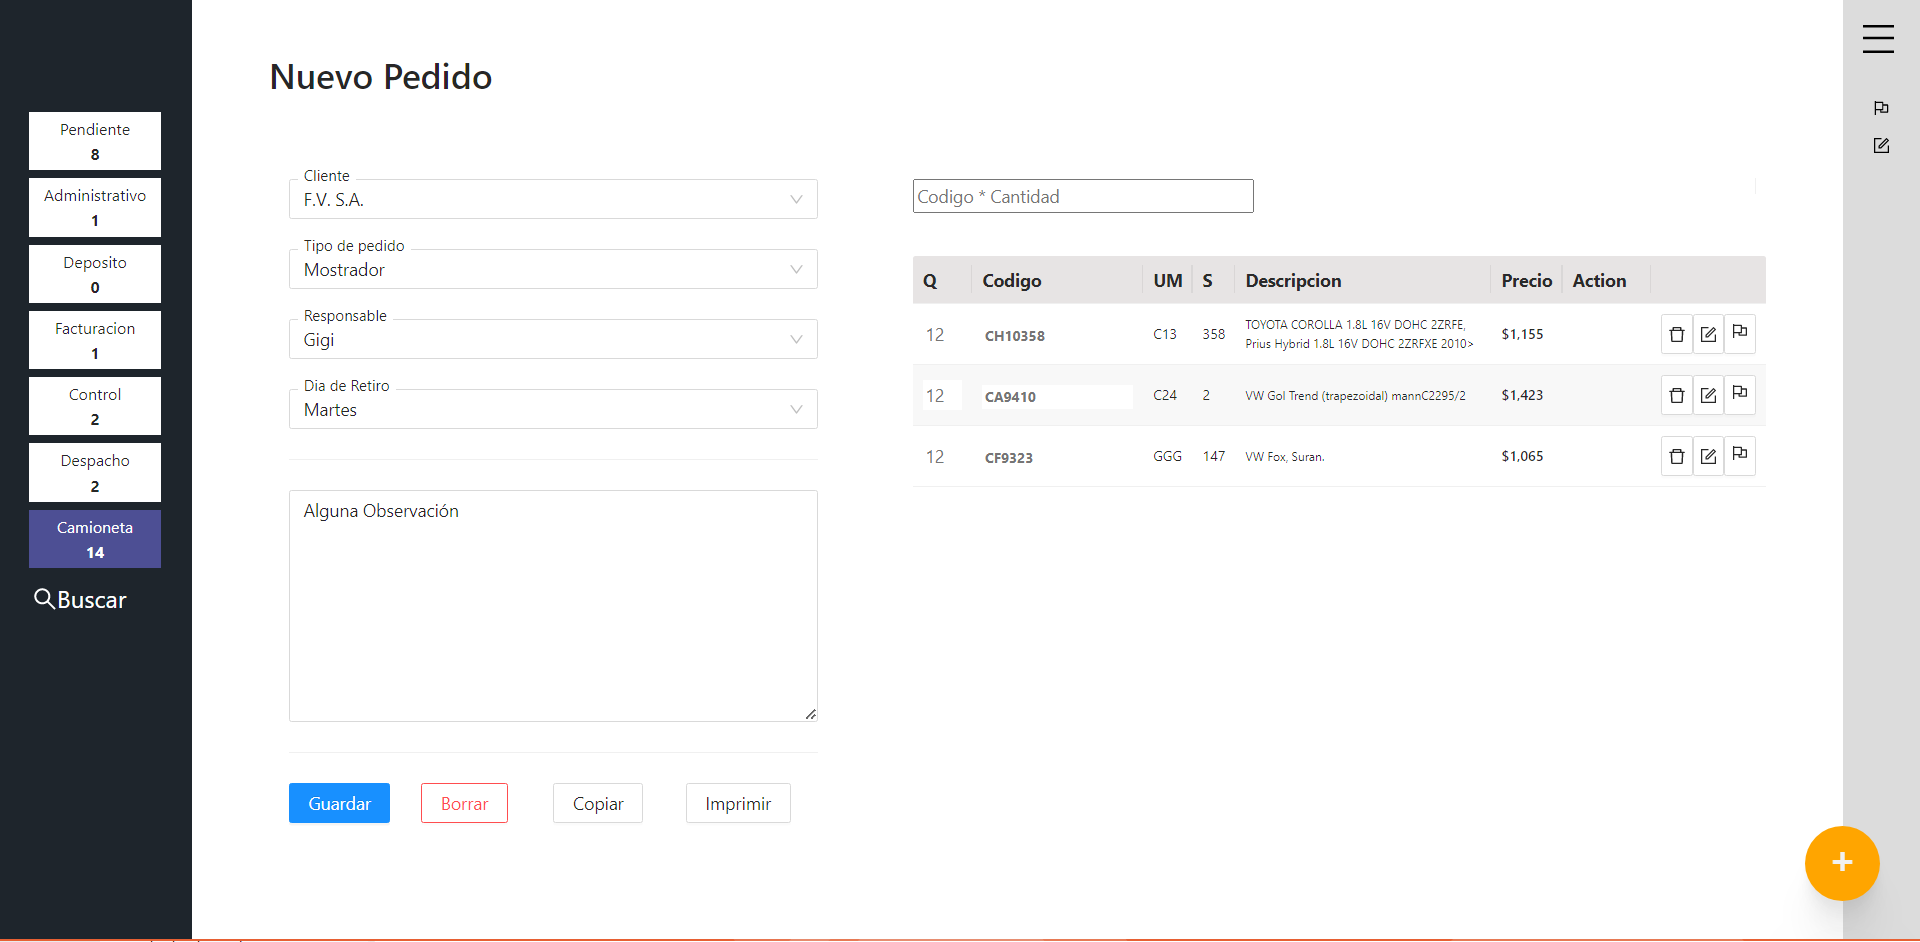 Nuevo Pedido
Pendiente
8
Administrativo
1
Deposito
0
Facturacion
1
Control
2
Despacho
2
Camioneta
14
Buscar
Cliente
F.V. S.A.
Tipo de pedido
Mostrador
Responsable
Gigi
Dia de Retiro
Martes
Alguna Observación
Guardar Borrar Copiar Imprimir
Codigo * Cantidad
Q Codigo UM S Descripcion Precio Action
12 CH10358 C13 358 TOYOTA COROLLA 1.8L 16V DOHC 2ZRFE,
Prius Hybrid 1.8L 16V DOHC 2ZRFXE 2010> $1,155
12 CA9410 C24 2 VW Gol Trend (trapezoidal) mannC2295/2 $1,423
12 CF9323 GGG 147 VW Fox, Suran. $1,065
+